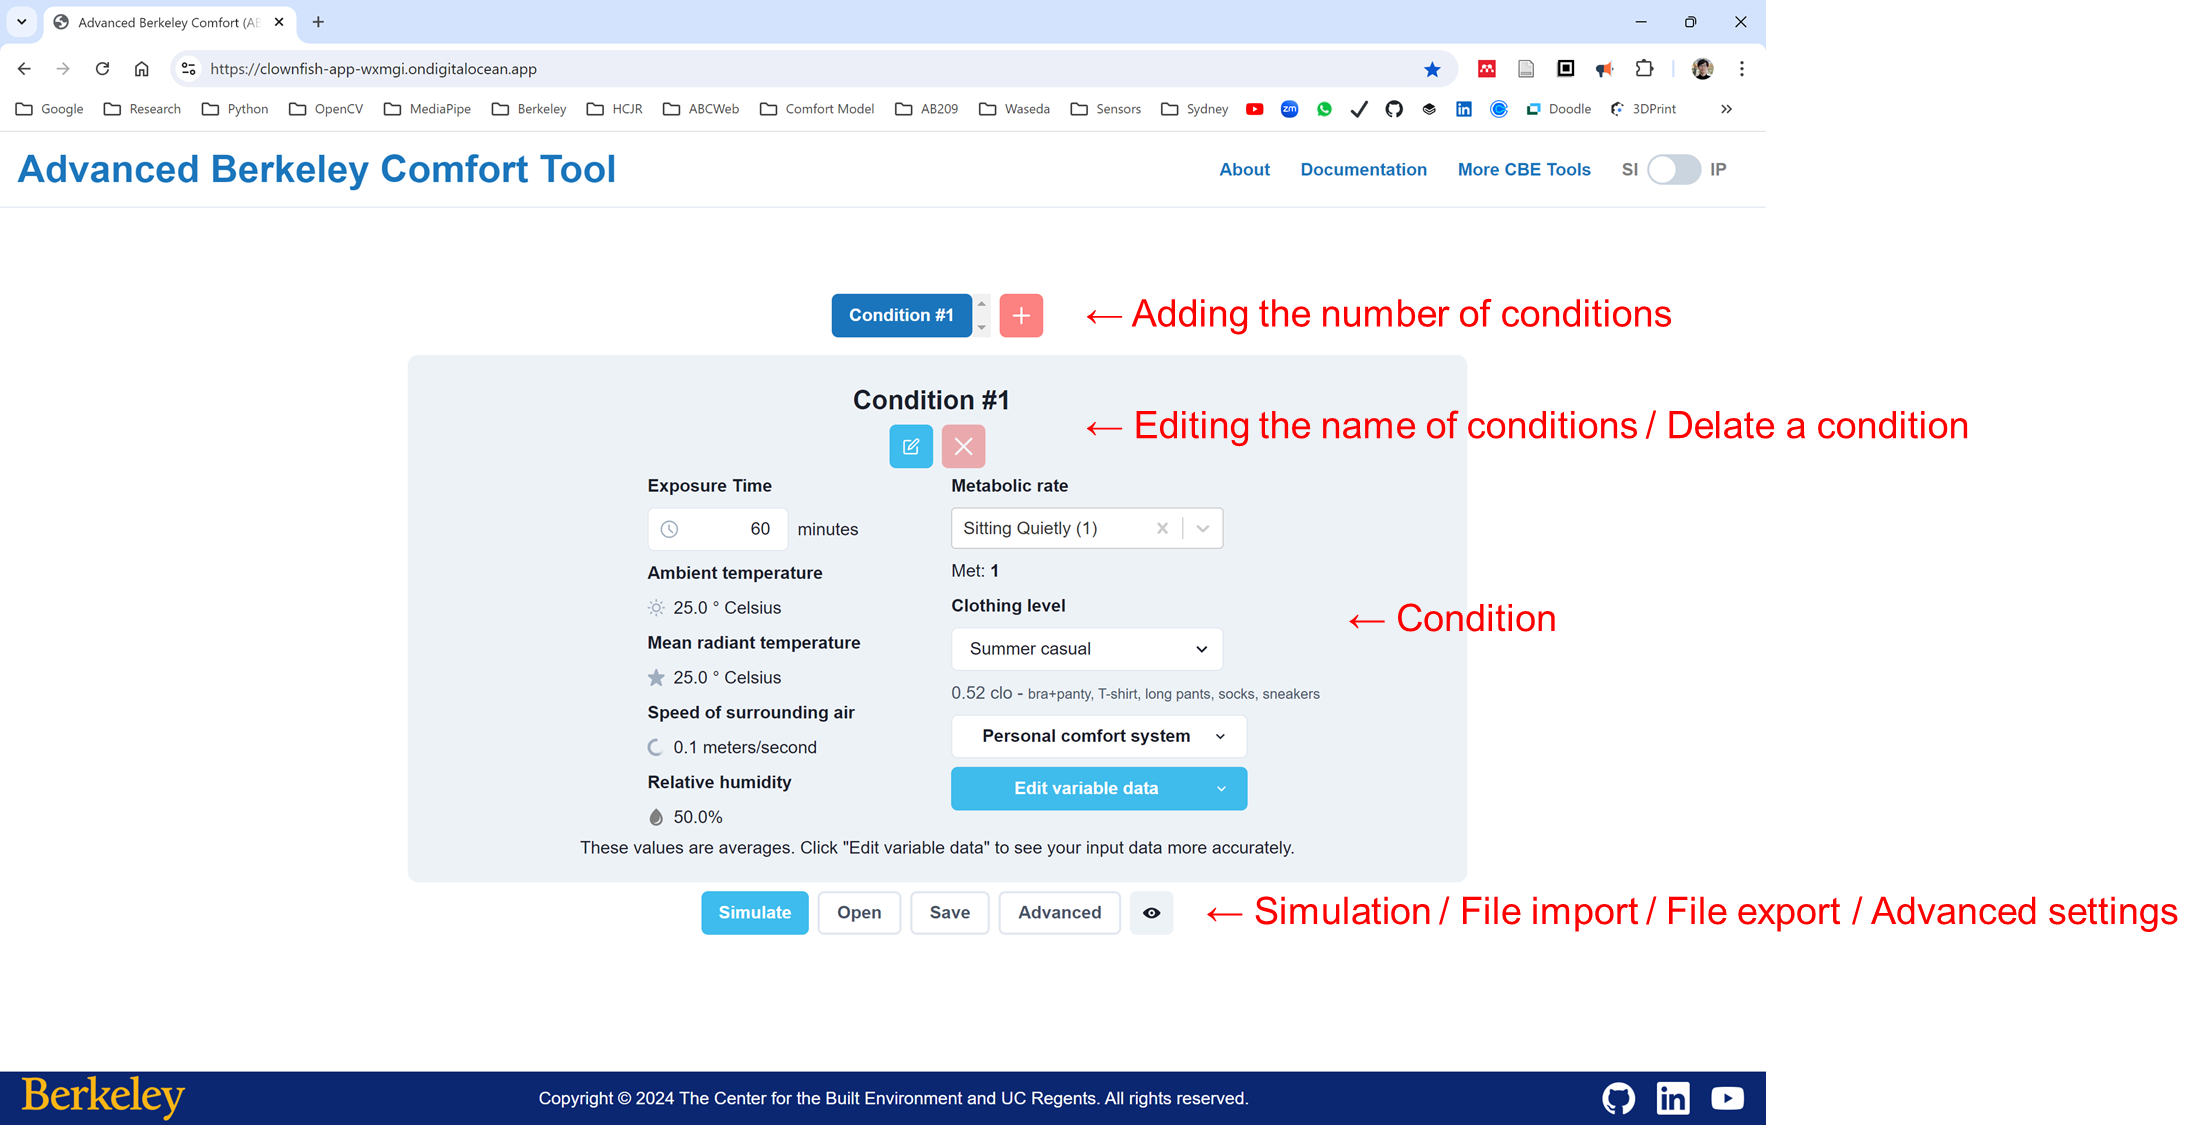 Advanced Berkeley Comfort (AB
https://clownfish-app-wxmgi.ondigitalocean.app
Google Research Python OpenCV MediaPipe Berkeley HCJR ABCWeb Comfort Model AB209 Waseda Sensors Sydney zm in Doodle 3DPrint
Advanced Berkeley Comfort Tool
About Documentation More CBE Tools SI IP
Condition #1
← Adding the number of conditions
Condition #1
← Editing the name of conditions / Delate a condition
Exposure Time
60 minutes
Ambient temperature
25.0 ° Celsius
Mean radiant temperature
25.0 ° Celsius
Speed of surrounding air
0.1 meters/second
Relative humidity
50.0%
Metabolic rate
Sitting Quietly (1)
Met: 1
Clothing level
Summer casual
0.52 clo - bra+panty, T-shirt, long pants, socks, sneakers
Personal comfort system
Edit variable data
← Condition
These values are averages. Click "Edit variable data" to see your input data more accurately.
Simulate Open Save Advanced
← Simulation / File import / File export / Advanced settings
Berkeley
Copyright © 2024 The Center for the Built Environment and UC Regents. All rights reserved.
in